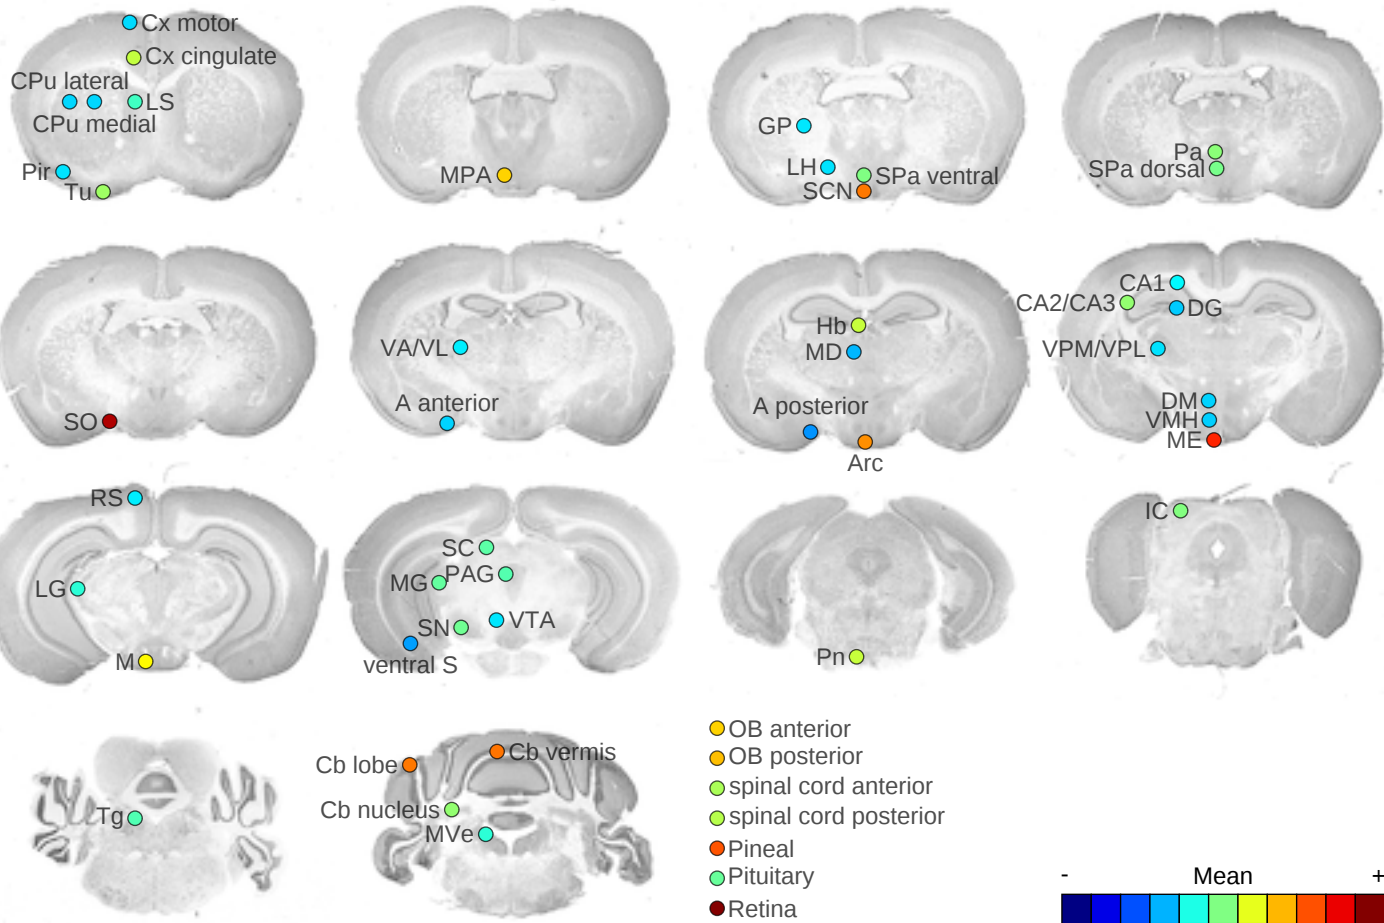 Cx motor
Cx cingulate
CPu lateral
LS
CPu medial
Pir
Tu
MPA
GP
LH
SPa ventral
SCN
Pa
SPa dorsal
SO
VA/VL
A anterior
Hb
MD
A posterior
Arc
CA1
CA2/CA3
DG
VPM/VPL
DM
VMH
ME
RS
LG
M
SC
MG
PAG
SN
VTA
ventral S
Pn
IC
Tg
Cb lobe
Cb vermis
Cb nucleus
MVe
OB anterior
OB posterior
spinal cord anterior
spinal cord posterior
Pineal
Pituitary
Retina
- Mean +